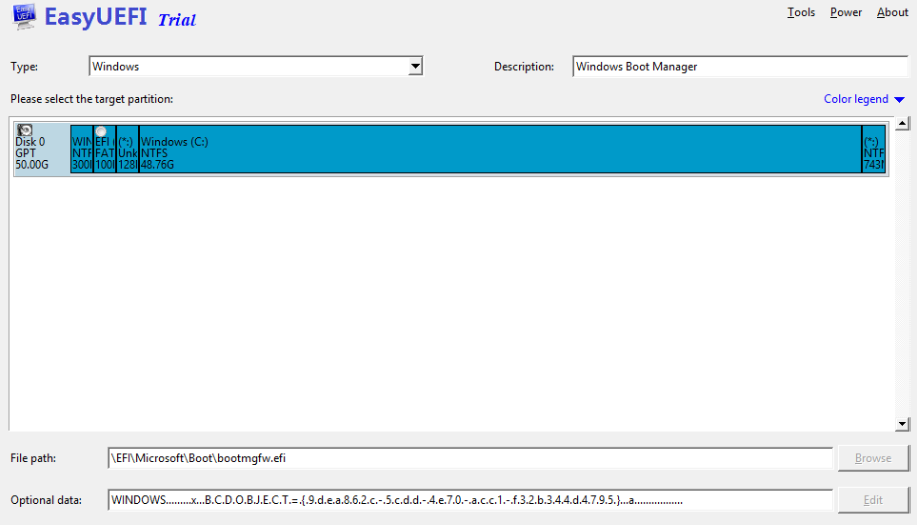 EasyUEFI Trial
Tools Power About
Type: Windows Description: Windows Boot Manager
Please select the target partition: Color legend
Disk 0
GPT
50.00G
WIN
NTF
300
EFI
FAT
100
(*:)
Unk
128
Windows (C:)
NTFS
48.76G
(*:)
NTF
743
File path: \EFI\Microsoft\Boot\bootmgfw.efi Browse
Optional data: WINDOWS.........x...B.C.D.O.B.J.E.C.T.=.{.9.d.e.a.8.6.2.c.-.5.c.d.d.-.4.e.7.0.-.a.c.c.1.-.f.3.2.b.3.4.4.d.4.7.9.5.}...a................ Edit